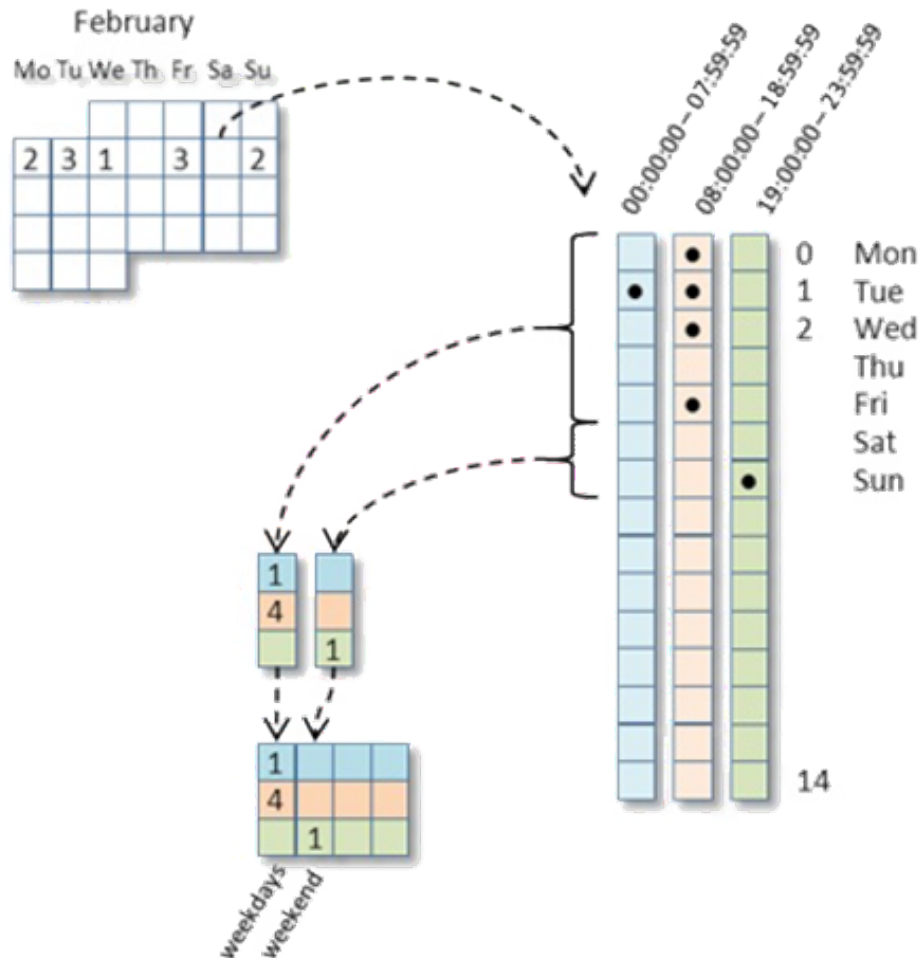 February
Mo Tu We Th Fr Sa Su
2 3 1 3 2
00:00:00 – 07:59:59
08:00:00 – 18:59:59
19:00:00 – 23:59:59
0 Mon
1 Tue
2 Wed
Thu
Fri
Sat
Sun
14
1
4
1
1
4
1
weekdays
weekend